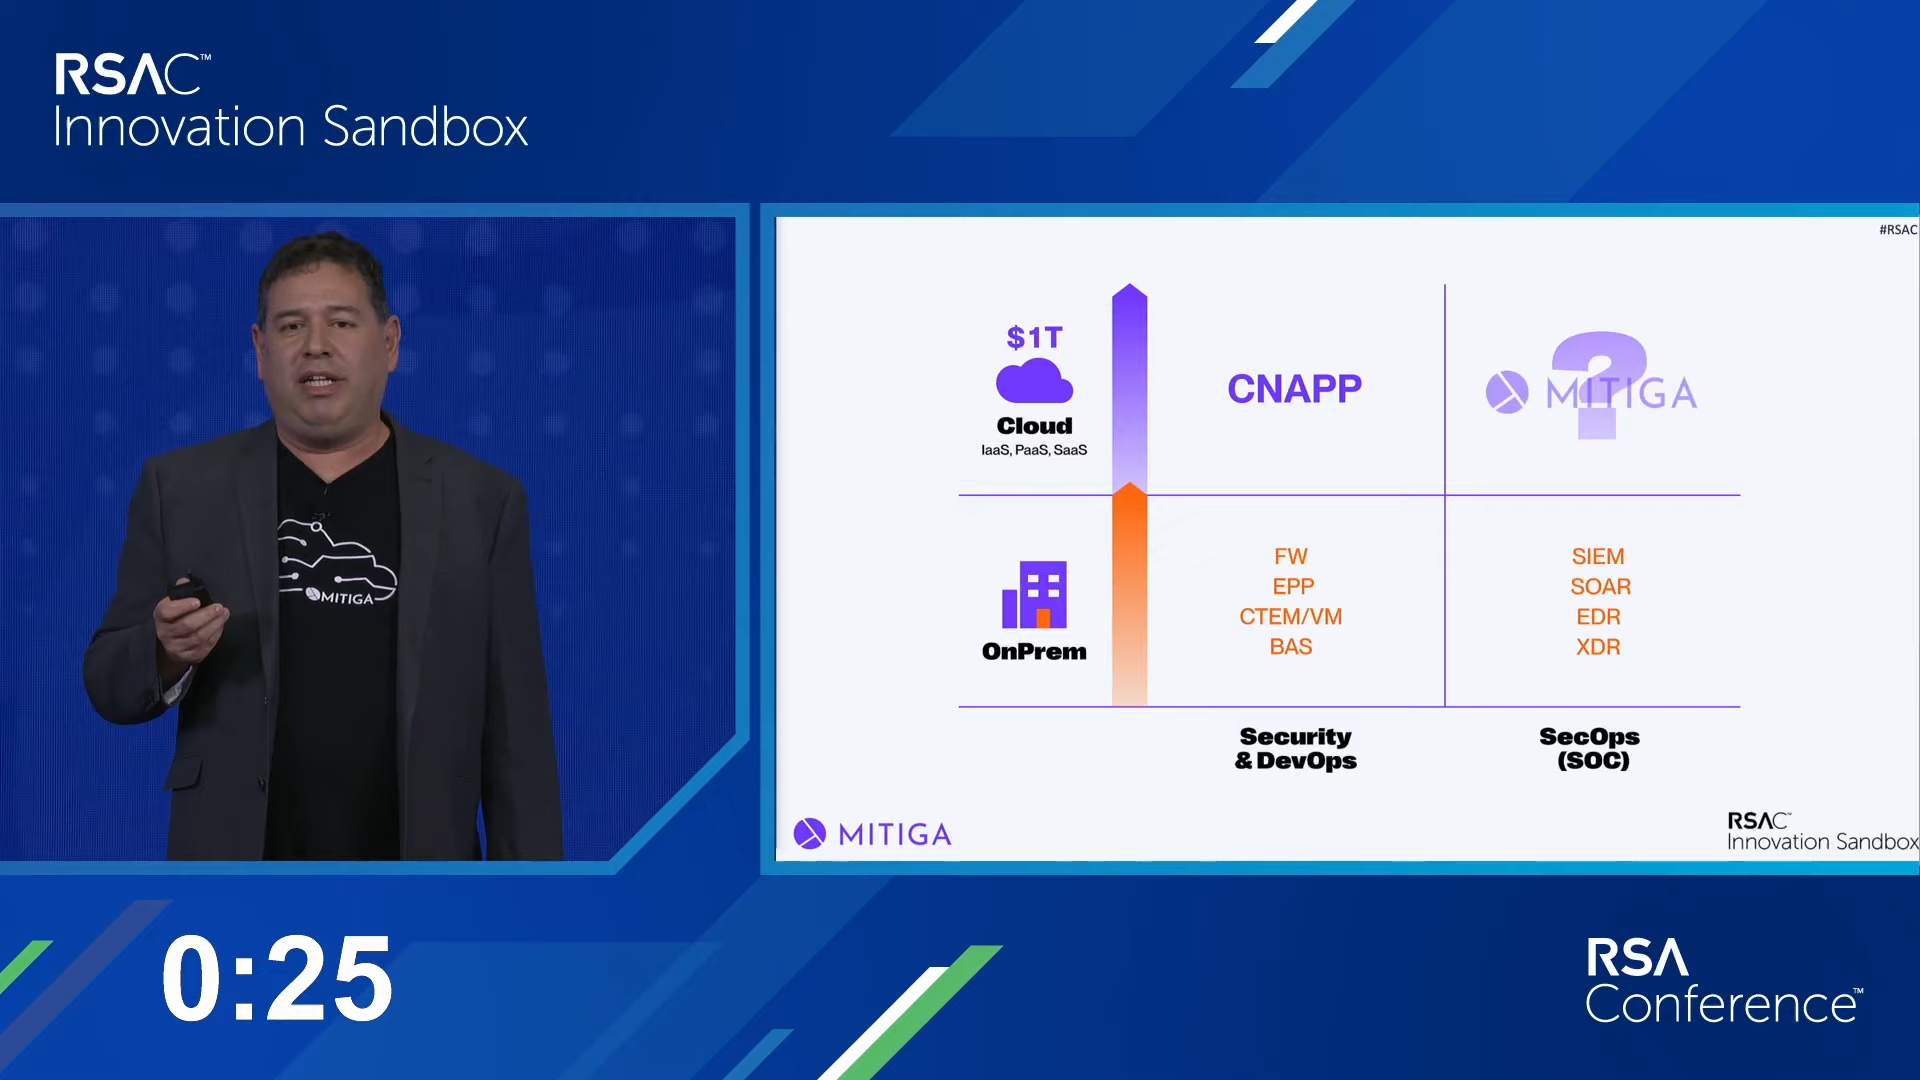 RSAC™
Innovation Sandbox
#RSAC
$1T
Cloud
IaaS, PaaS, SaaS
CNAPP
?
MITIGA
OnPrem
FW
EPP
CTEM/VM
BAS
SIEM
SOAR
EDR
XDR
Security
& DevOps
SecOps
(SOC)
MITIGA
MITIGA
RSAC™
Innovation Sandbox
0:25
RSA
Conference™